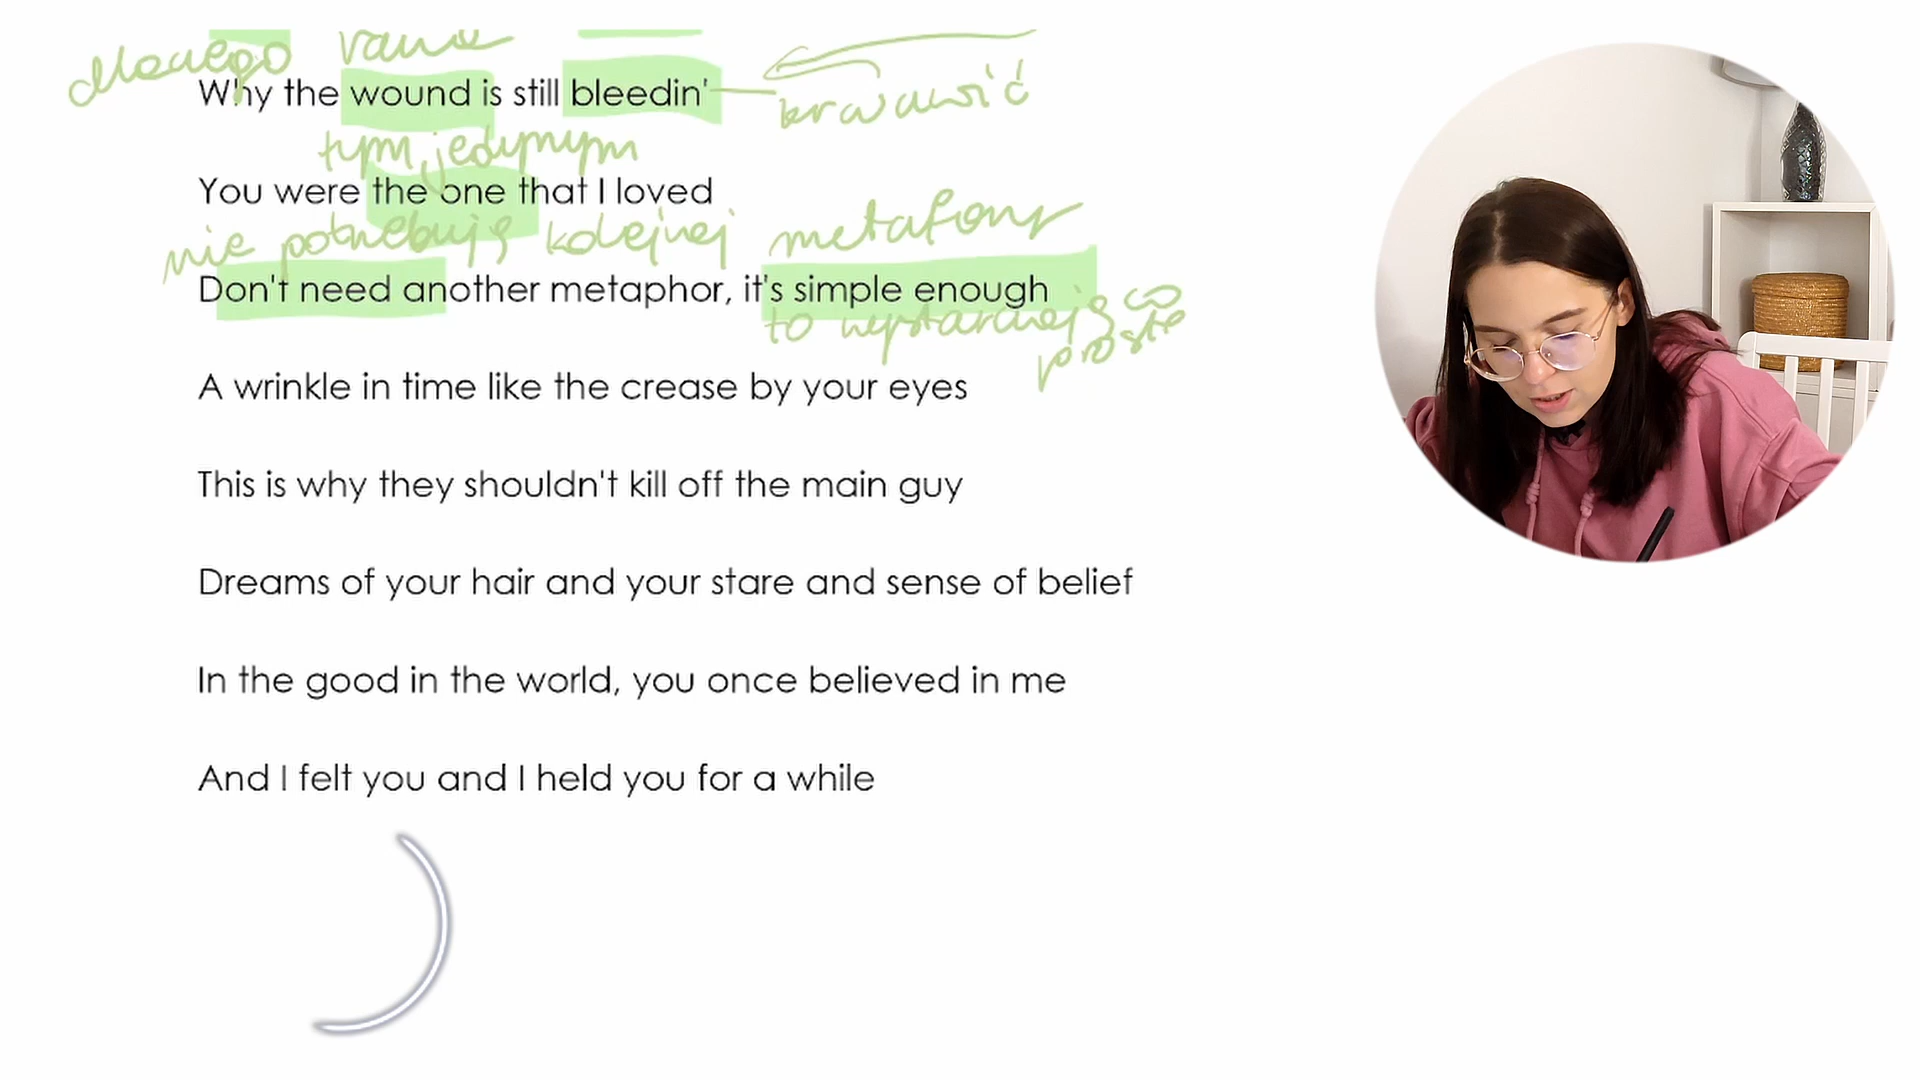 dlaczego rana
Why the wound is still bleedin'
krwawić
tym jedynym
You were the one that I loved
nie potrzebuję kolejnej metafory
Don't need another metaphor, it's simple enough
to wystarczająco proste
A wrinkle in time like the crease by your eyes
This is why they shouldn't kill off the main guy
Dreams of your hair and your stare and sense of belief
In the good in the world, you once believed in me
And I felt you and I held you for a while